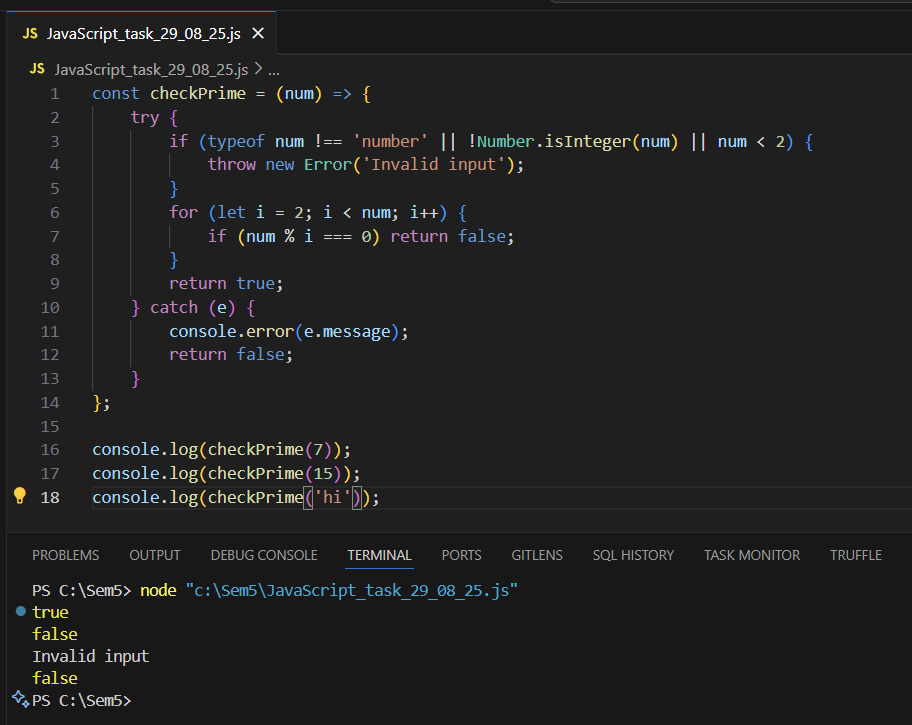 JS JavaScript_task_29_08_25.js ×
JS JavaScript_task_29_08_25.js > ...
1 const checkPrime = (num) => {
2     try {
3         if (typeof num !== 'number' || !Number.isInteger(num) || num < 2) {
4             throw new Error('Invalid input');
5         }
6         for (let i = 2; i < num; i++) {
7             if (num % i === 0) return false;
8         }
9         return true;
10     } catch (e) {
11         console.error(e.message);
12         return false;
13     }
14 };
15
16 console.log(checkPrime(7));
17 console.log(checkPrime(15));
18 console.log(checkPrime('hi'));
PROBLEMS OUTPUT DEBUG CONSOLE TERMINAL PORTS GITLENS SQL HISTORY TASK MONITOR TRUFFLE
PS C:\Sem5> node "c:\Sem5\JavaScript_task_29_08_25.js"
true
false
Invalid input
false
PS C:\Sem5>